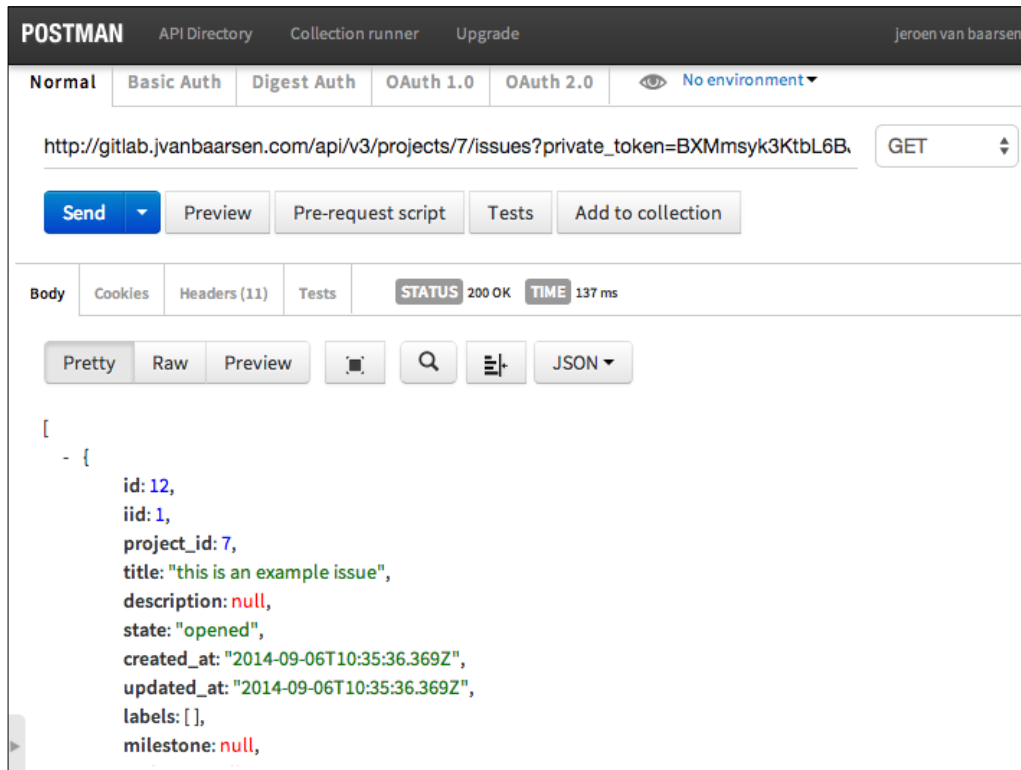 POSTMAN API Directory Collection runner Upgrade jeroen van baarsen
Normal Basic Auth Digest Auth OAuth 1.0 OAuth 2.0 No environment
http://gitlab.jvanbaarsen.com/api/v3/projects/7/issues?private_token=BXMmsyk3KtbL6B. GET
Send Preview Pre-request script Tests Add to collection
Body Cookies Headers (11) Tests STATUS 200 OK TIME 137 ms
Pretty Raw Preview JSON
[
- {
id: 12,
iid: 1,
project_id: 7,
title: "this is an example issue",
description: null,
state: "opened",
created_at: "2014-09-06T10:35:36.369Z",
updated_at: "2014-09-06T10:35:36.369Z",
labels: [ ],
milestone: null,